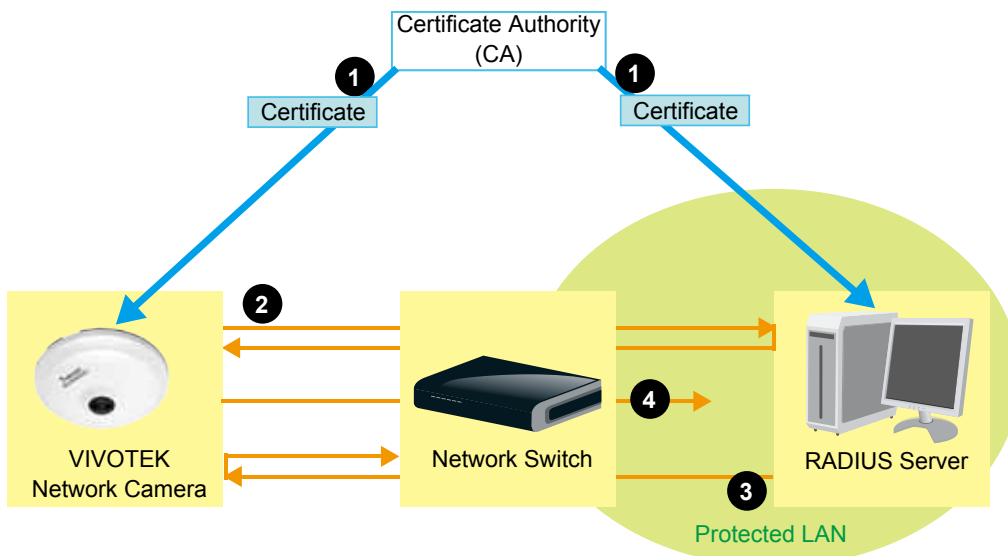 Certificate Authority
(CA)
1
1
Certificate
Certificate
2
4
VIVOTEK
Network Camera
Network Switch
RADIUS Server
3
Protected LAN